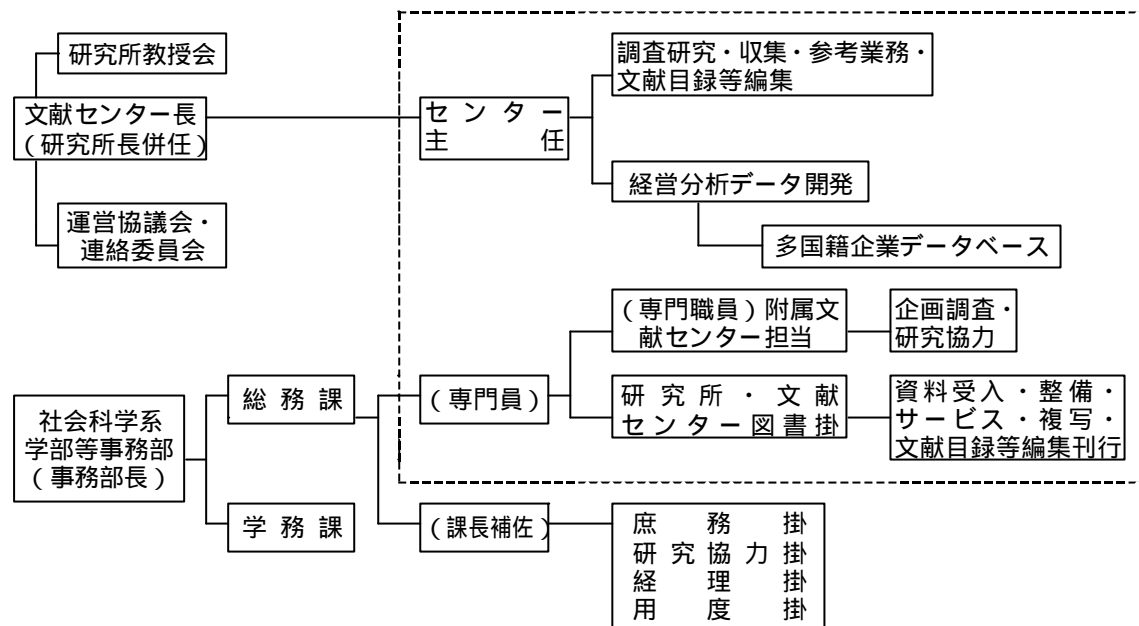 研究所教授会
文献センター長
（研究所長併任）
運営協議会・
連絡委員会
センター
主任
調査研究・収集・参考業務・
文献目録等編集
経営分析データ開発
多国籍企業データベース
（専門職員）附属文
献センター担当
企画調査・
研究協力
社会科学系
学部等事務部
（事務部長）
総務課
（専門員）
研究所・文献
センター図書掛
資料受入・整備・
サービス・複写・
文献目録等編集刊行
学務課
（課長補佐）
庶務掛
研究協力掛
経理掛
用度掛